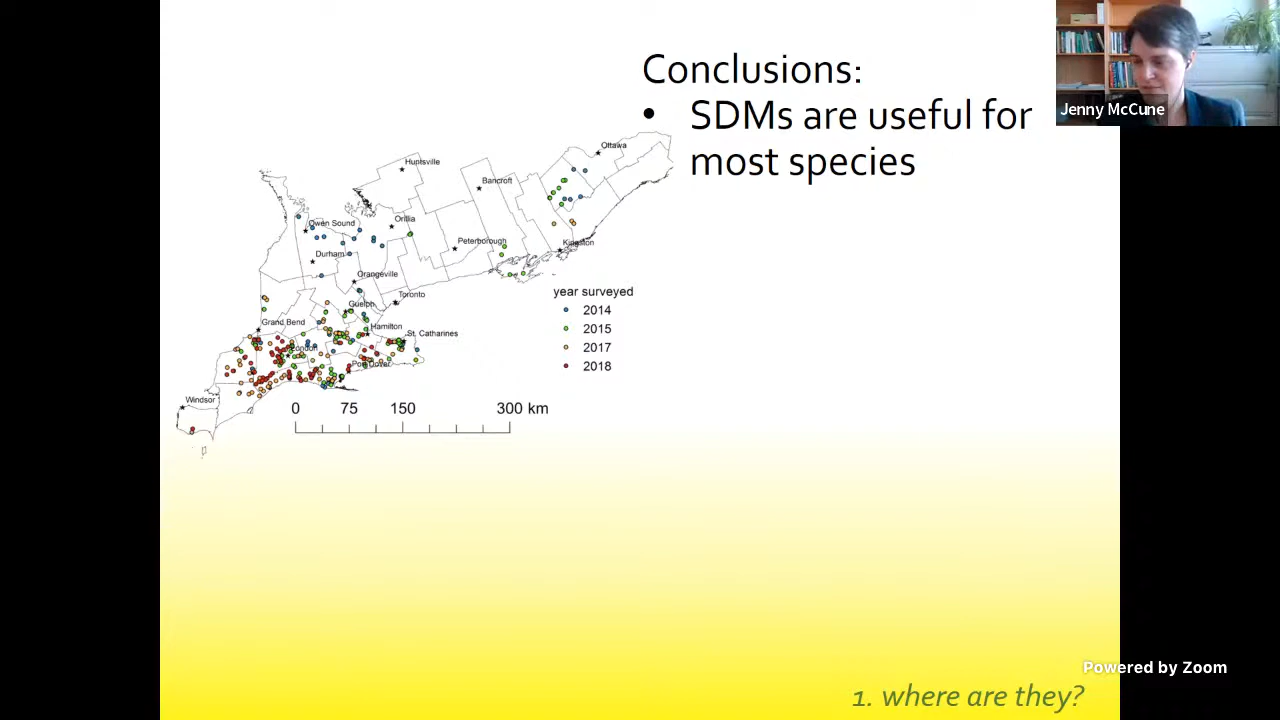 Conclusions:
• SDMs are useful for
most species
Jenny McCune
Ottawa
Huntsville
Bancroft
Owen Sound
Orillia
Peterborough
Kingston
Durham
Orangeville
Toronto
Guelph
Grand Bend
Hamilton
St. Catharines
London
Port Dover
Windsor
year surveyed
2014
2015
2017
2018
0 75 150 300 km
Powered by Zoom
1. where are they?